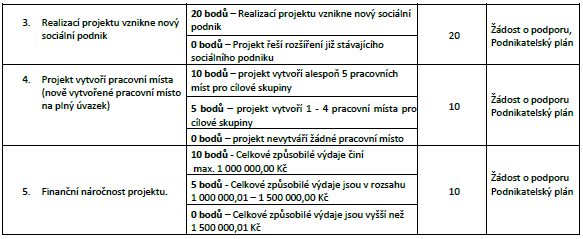 3. Realizací projektu vznikne nový sociální podnik
20 bodů – Realizací projektu vznikne nový sociální podnik
0 bodů – Projekt řeší rozšíření již stávajícího sociálního podniku
20
Žádost o podporu, Podnikatelský plán
4. Projekt vytvoří pracovní místa (nově vytvořené pracovní místo na plný úvazek)
10 bodů – projekt vytvoří alespoň 5 pracovních míst pro cílové skupiny
5 bodů – projekt vytvoří 1 - 4 pracovní místa pro cílové skupiny
0 bodů – projekt nevytváří žádné pracovní místo
10
Žádost o podporu Podnikatelský plán
5. Finanční náročnost projektu.
10 bodů - Celkové způsobilé výdaje činí max. 1 000 000,00 Kč
5 bodů - Celkové způsobilé výdaje jsou v rozsahu 1 000 000,01 – 1 500 000,00 Kč
0 bodů – Celkové způsobilé výdaje jsou vyšší než 1 500 000,01 Kč
10
Žádost o podporu Podnikatelský plán